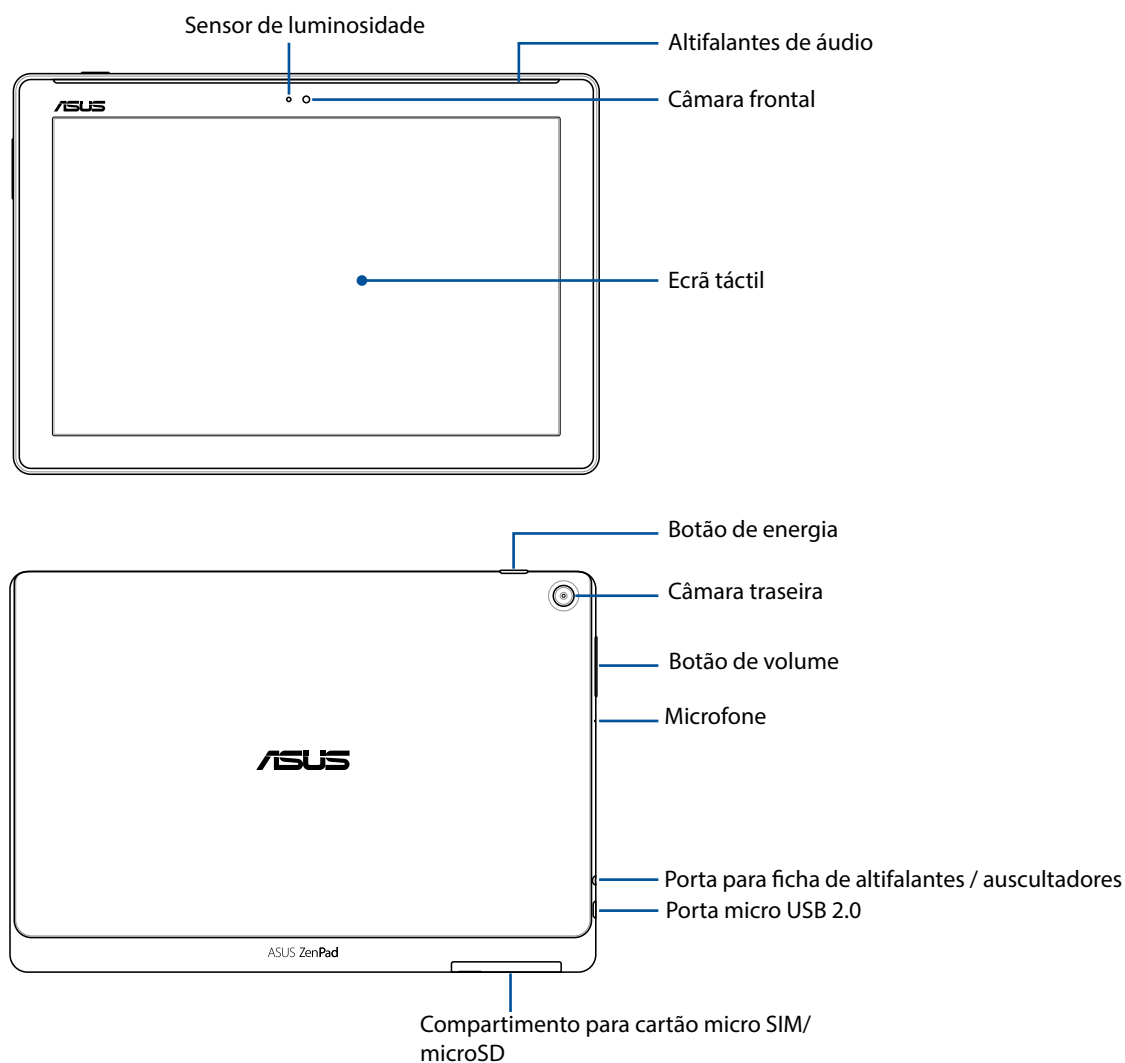 Sensor de luminosidade
Altifalantes de áudio
Câmara frontal
ASUS
Ecrã táctil
Botão de energia
Câmara traseira
Botão de volume
Microfone
ASUS
Porta para ficha de altifalantes / auscultadores
Porta micro USB 2.0
ASUS ZenPad
Compartimento para cartão micro SIM/
microSD